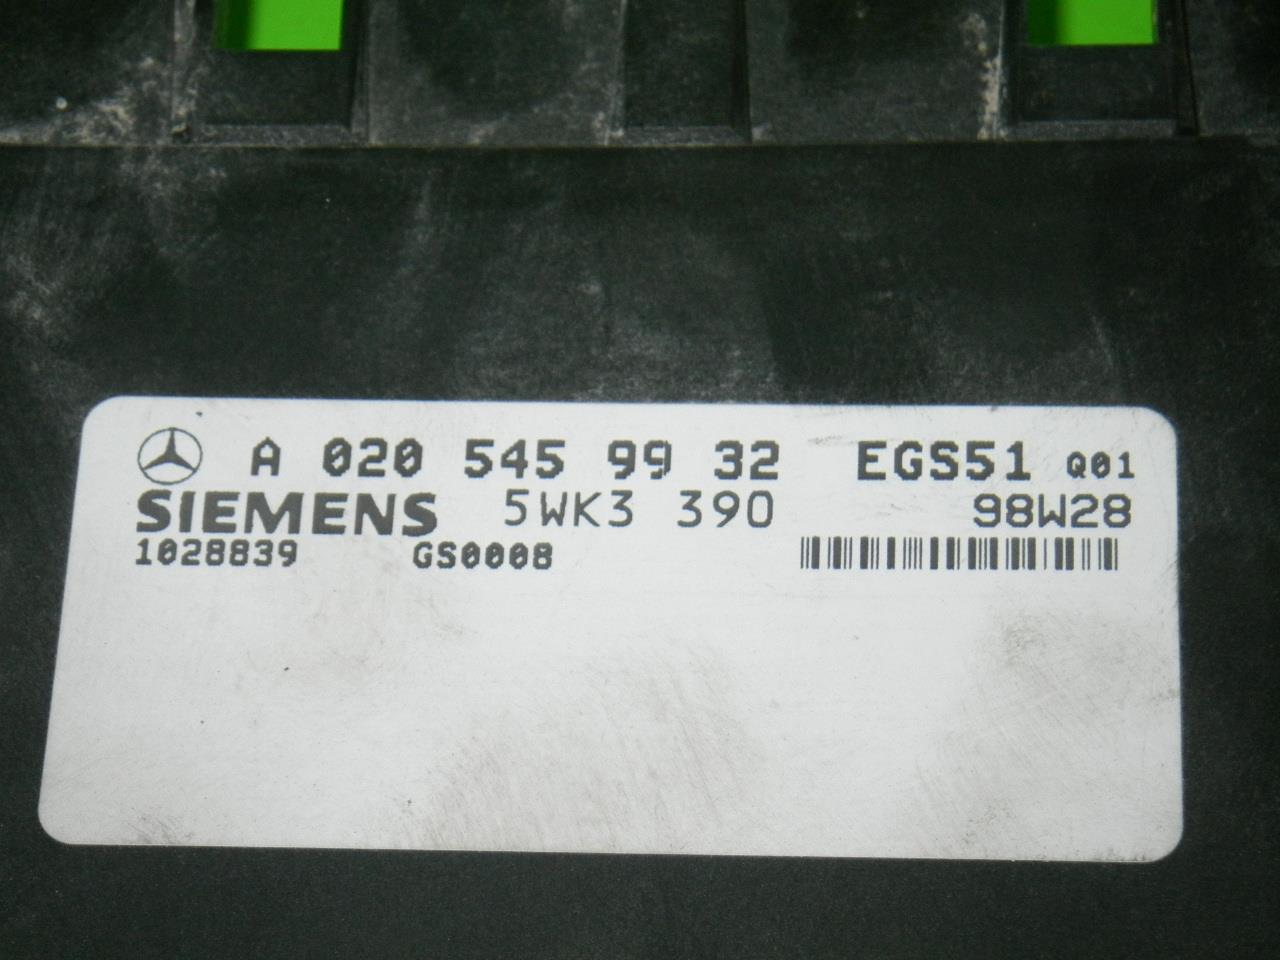 A 020 545 99 32 EGS51 Q01
SIEMENS 5WK3 390 98W28
1028839 GS0008